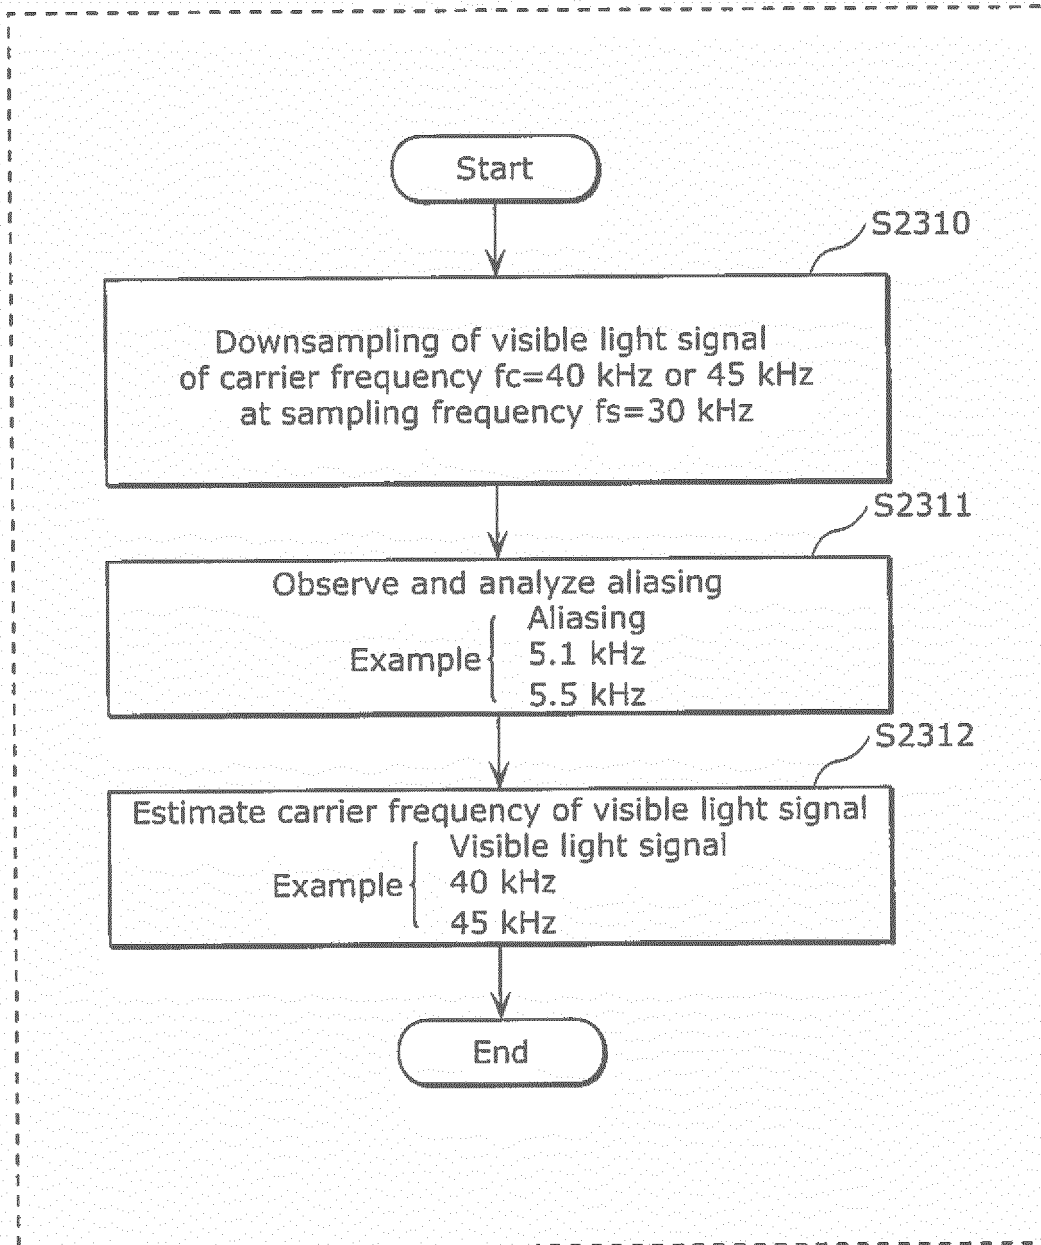 Start
S2310
Downsampling of visible light signal
of carrier frequency fc=40 kHz or 45 kHz
at sampling frequency fs=30 kHz
S2311
Observe and analyze aliasing
Aliasing
Example
5.1 kHz
5.5 kHz
S2312
Estimate carrier frequency of visible light signal
Visible light signal
Example
40 kHz
45 kHz
End